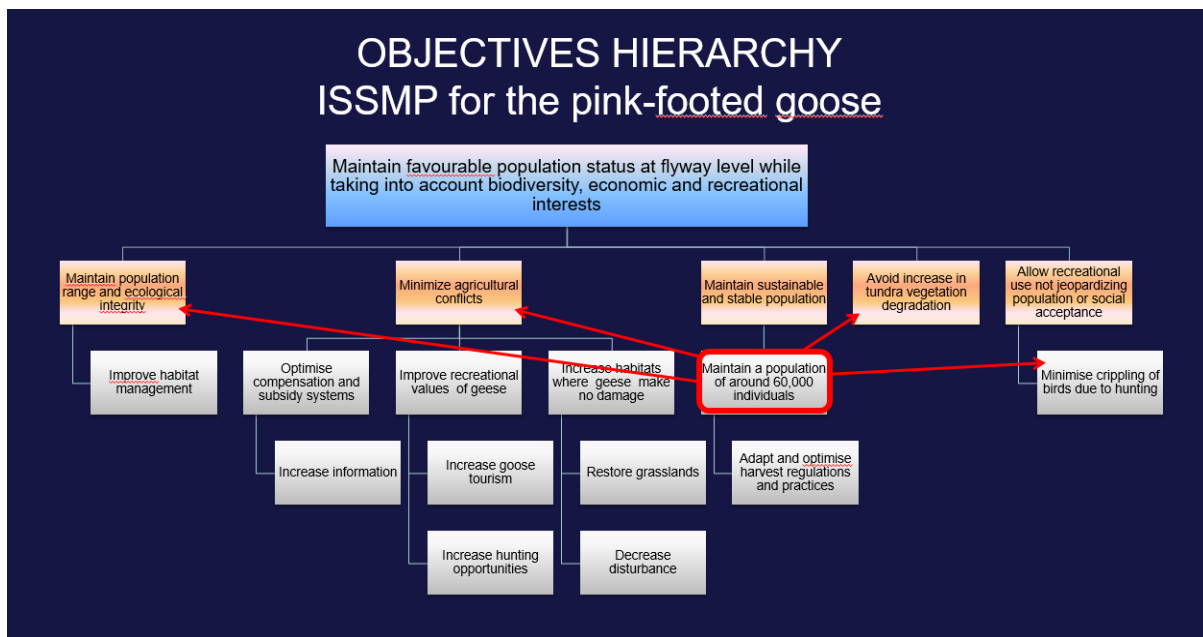 OBJECTIVES HIERARCHY
ISSMP for the pink-footed goose
Maintain favourable population status at flyway level while
taking into account biodiversity, economic and recreational
interests
Maintain population
range and ecological
integrity
Minimize agricultural
conflicts
Maintain sustainable
and stable population
Avoid increase in
tundra vegetation
degradation
Allow recreational
use not jeopardizing
population or social
acceptance
Improve habitat
management
Optimise
compensation and
subsidy systems
Improve recreational
values of geese
Increase habitats
where geese make
no damage
Maintain a population
of around 60,000
individuals
Minimise crippling of
birds due to hunting
Increase information
Increase goose
tourism
Restore grasslands
Adapt and optimise
harvest regulations
and practices
Increase hunting
opportunities
Decrease
disturbance